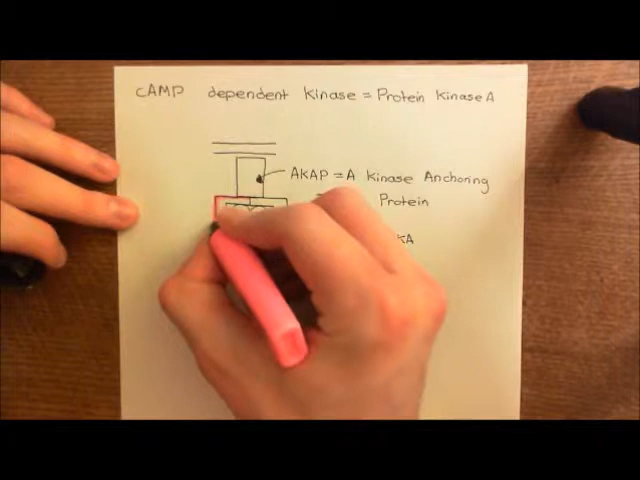 cAMP dependent kinase = Protein kinase A
AKAP = A kinase Anchoring
Protein